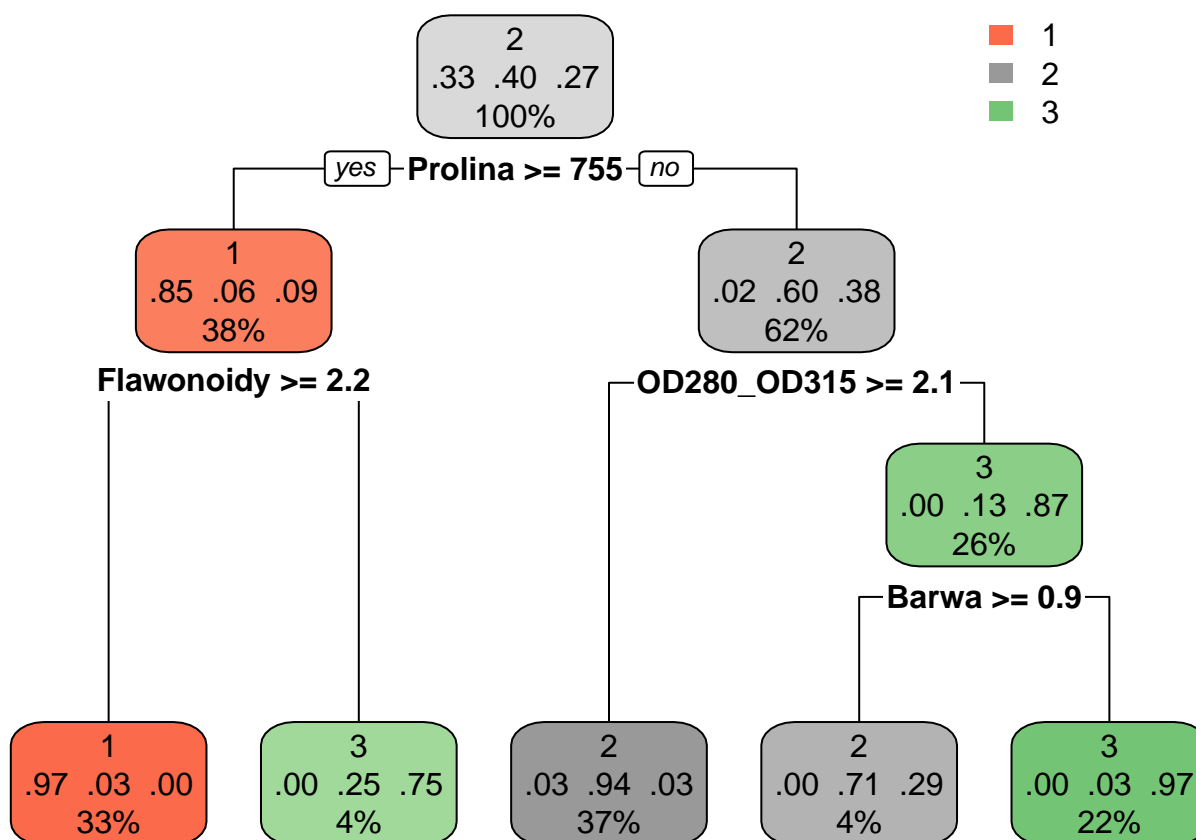 2
.33 .40 .27
100%
1
2
3
yes Prolina >= 755 no
1
.85 .06 .09
38%
2
.02 .60 .38
62%
Flawonoidy >= 2.2
OD280_OD315 >= 2.1
3
.00 .13 .87
26%
Barwa >= 0.9
1
.97 .03 .00
33%
3
.00 .25 .75
4%
2
.03 .94 .03
37%
2
.00 .71 .29
4%
3
.00 .03 .97
22%